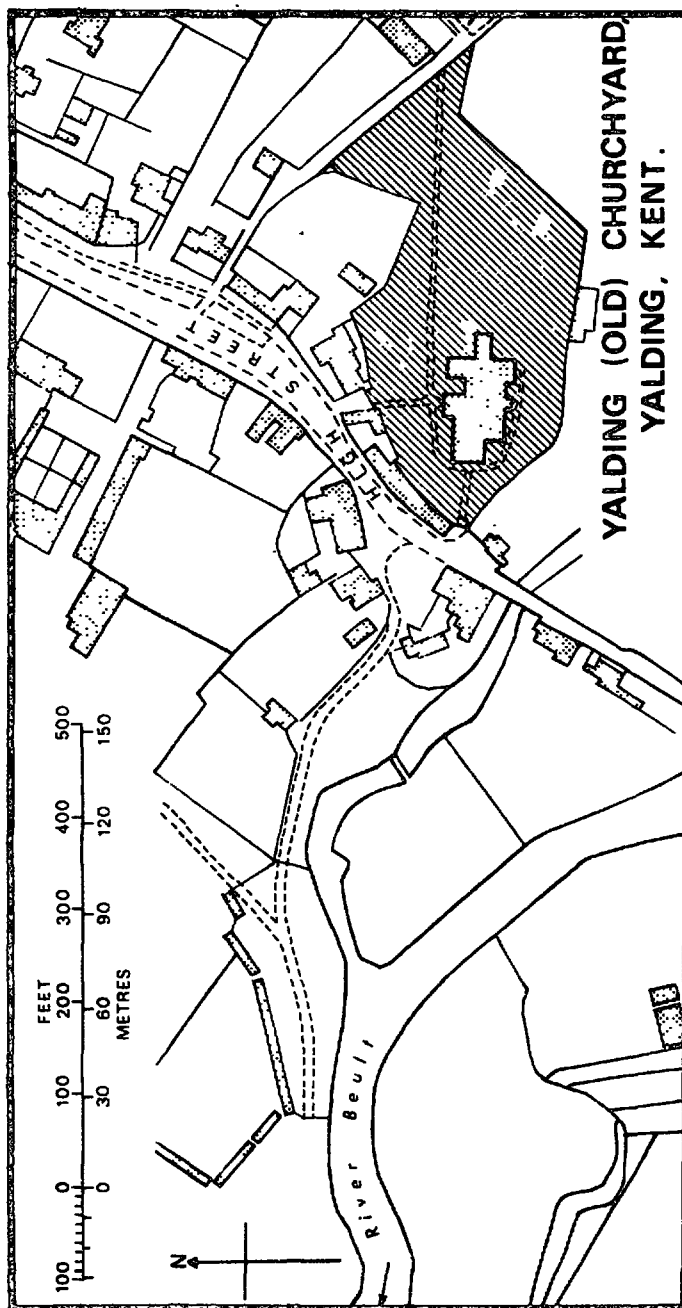 FEET
100 0 100 200 300 400 500
0 30 60 90 120 150
METRES
N
River Beult
HIGH STREET
YALDING (OLD) CHURCHYARD,
YALDING, KENT.